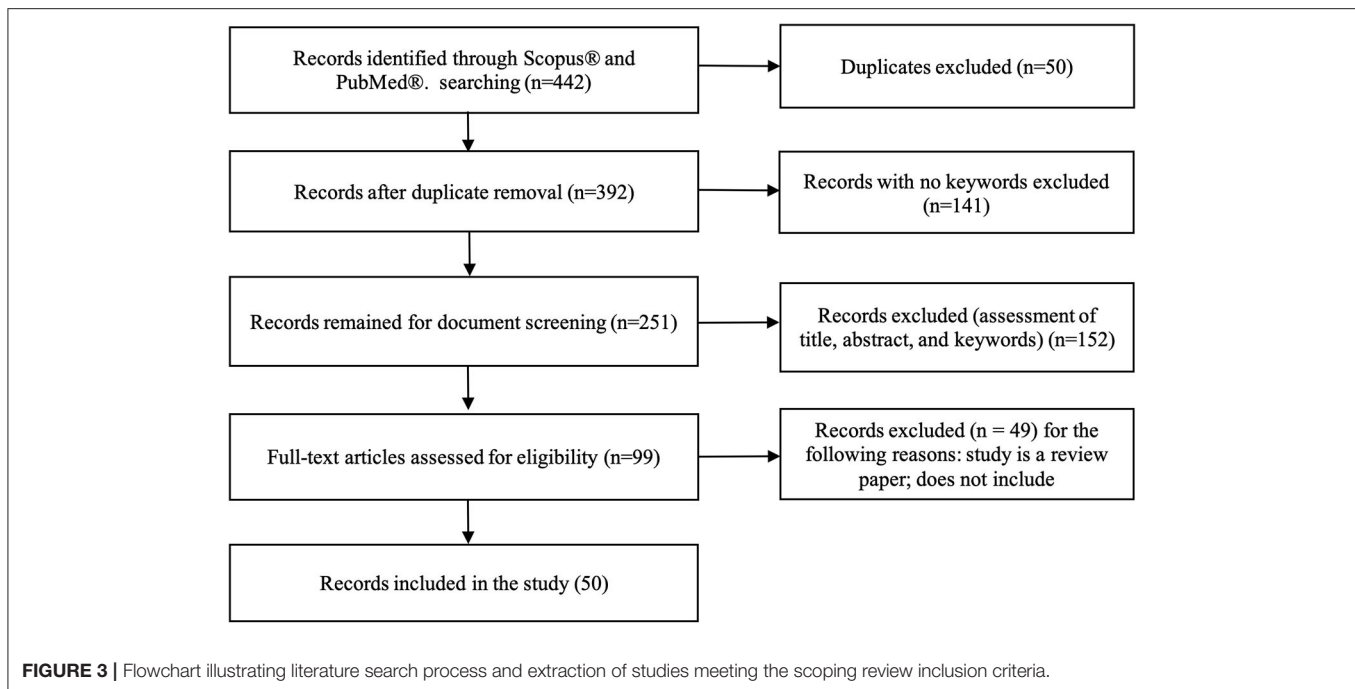 Records identified through Scopus® and
PubMed®. searching (n=442)
Duplicates excluded (n=50)
Records after duplicate removal (n=392)
Records with no keywords excluded
(n=141)
Records remained for document screening (n=251)
Records excluded (assessment of
title, abstract, and keywords) (n=152)
Full-text articles assessed for eligibility (n=99)
Records excluded (n = 49) for the
following reasons: study is a review
paper; does not include
Records included in the study (50)
FIGURE 3 | Flowchart illustrating literature search process and extraction of studies meeting the scoping review inclusion criteria.